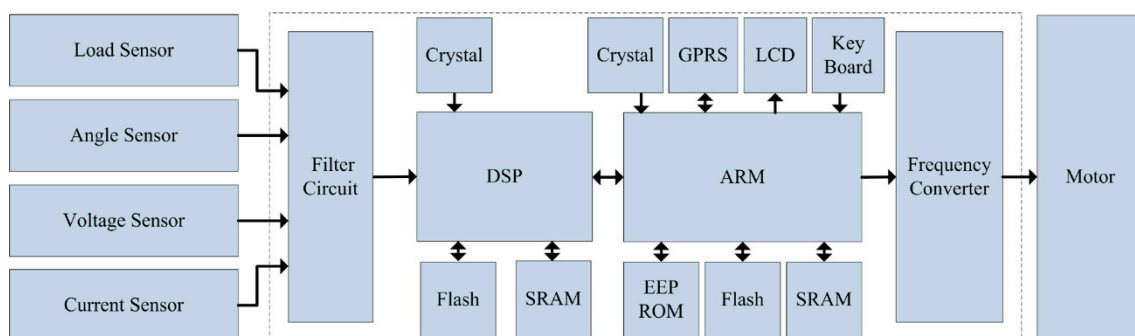 Load Sensor
Angle Sensor
Voltage Sensor
Current Sensor
Filter
Circuit
Crystal
DSP
Flash
SRAM
Crystal
GPRS
LCD
Key
Board
ARM
EEP
ROM
Flash
SRAM
Frequency
Converter
Motor